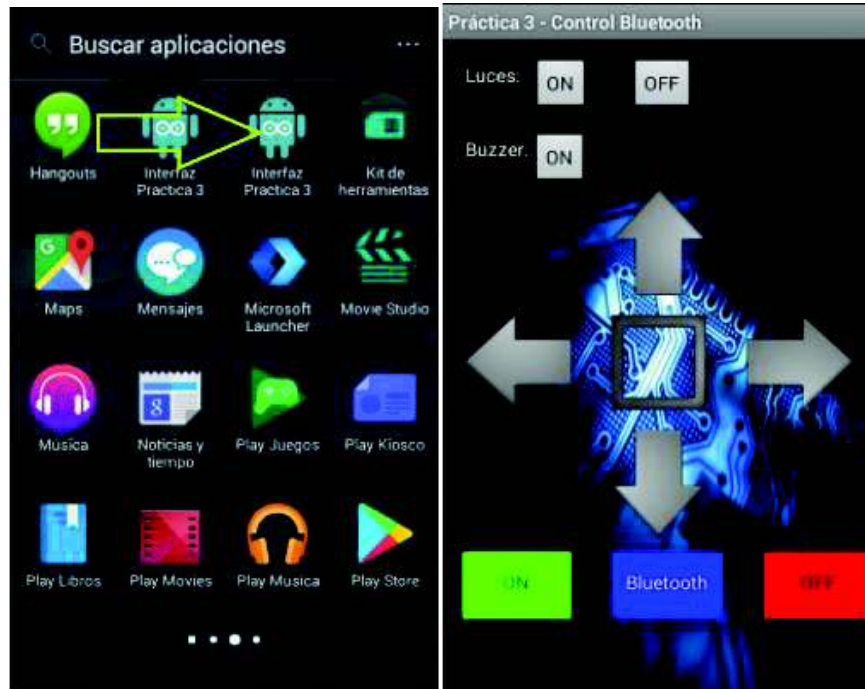 Buscar aplicaciones
Hangouts
Interfaz
Practica 3
Interfaz
Practica 3
Kit de
herramientas
Maps
Mensajes
Microsoft
Launcher
Movie Studio
Música
Noticias y
tiempo
Play Juegos
Play Kiosco
Play Libros
Play Movies
Play Musica
Play Store
Práctica 3 - Control Bluetooth
Luces:
ON
OFF
Buzzer.
ON
ON
Bluetooth
OFF